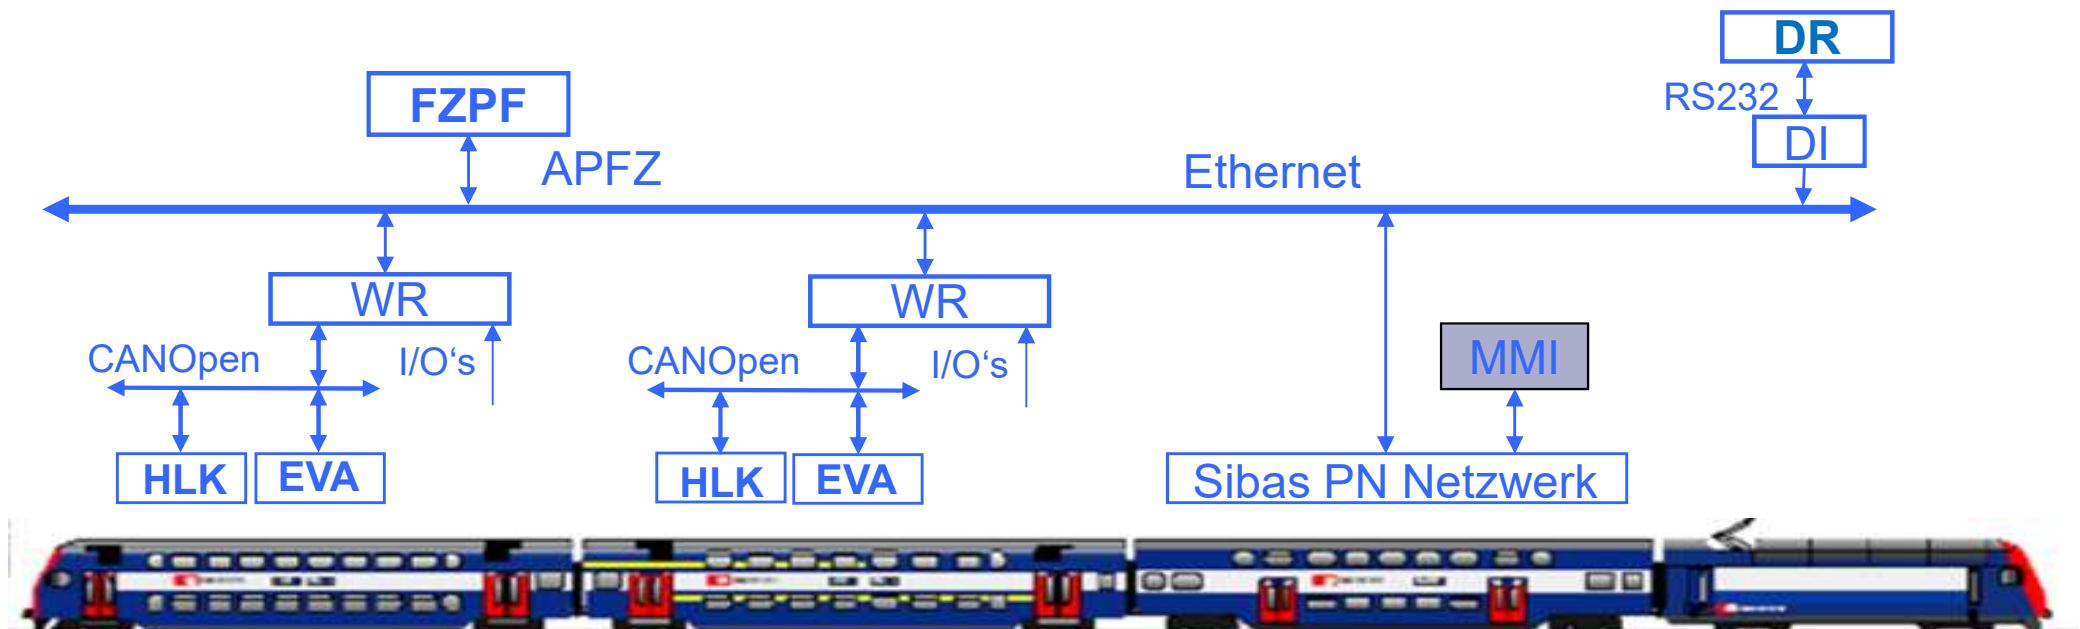 DR
RS232
FZPF
DI
APFZ
Ethernet
WR
WR
CANOpen
I/O‘s
CANOpen
I/O‘s
MMI
HLK
EVA
HLK
EVA
Sibas PN Netzwerk